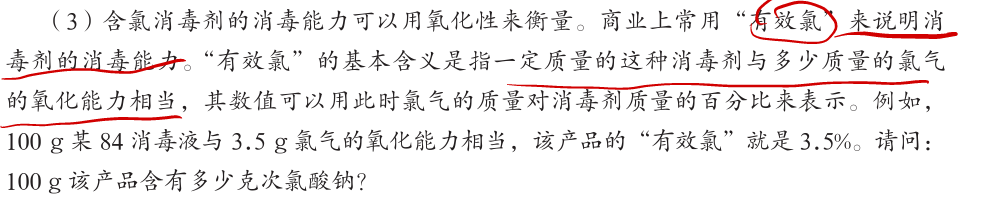 （3）含氯消毒剂的消毒能力可以用氧化性来衡量。商业上常用“有效氯”来说明消
毒剂的消毒能力。“有效氯”的基本含义是指一定质量的这种消毒剂与多少质量的氯气
的氧化能力相当，其数值可以用此时氯气的质量对消毒剂质量的百分比来表示。例如，
100 g 某 84 消毒液与 3.5 g 氯气的氧化能力相当，该产品的“有效氯”就是 3.5%。请问：
100 g 该产品含有多少克次氯酸钠？